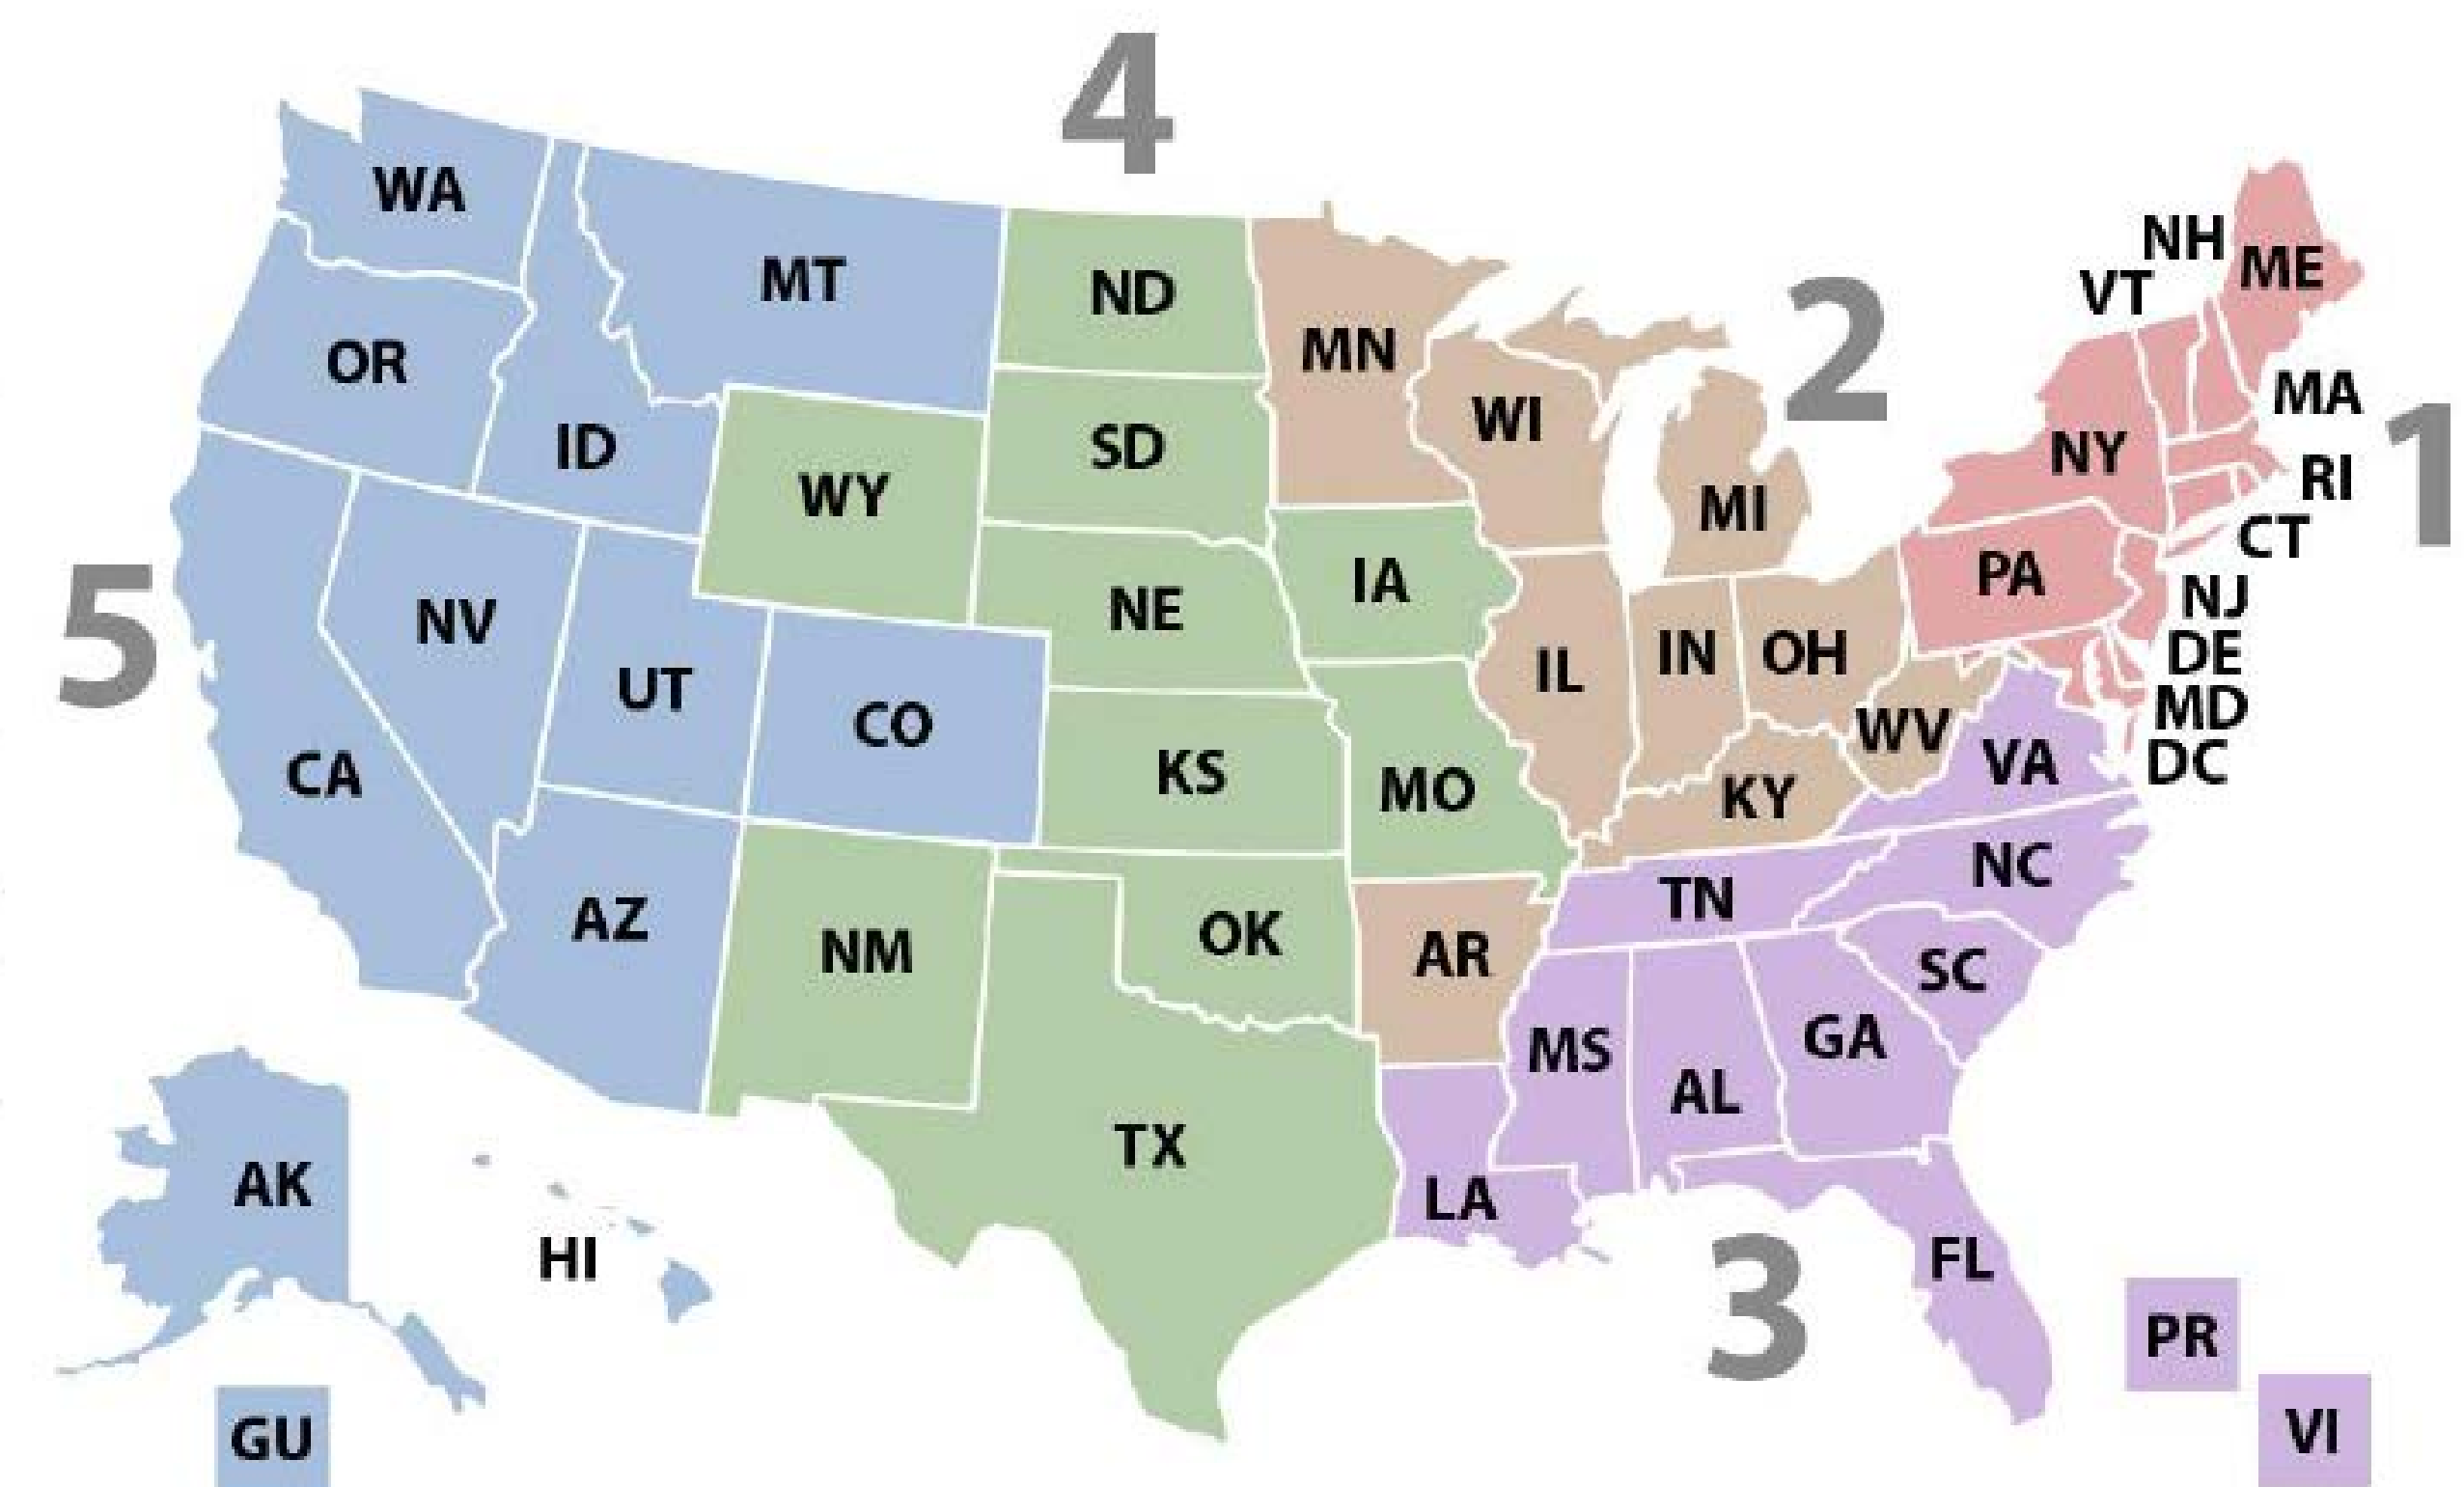 4
WA
MT
ND
MN
NH
ME
VT
2
OR
ID
SD
WI
MA
1
WY
MI
NY
RI
CT
5
NV
NE
IA
PA
NJ
UT
CO
IL
IN
OH
DE
MD
DC
WV
VA
CA
KS
MO
KY
NC
AZ
NM
OK
AR
TN
SC
MS
AL
GA
TX
LA
AK
HI
3
FL
PR
GU
VI